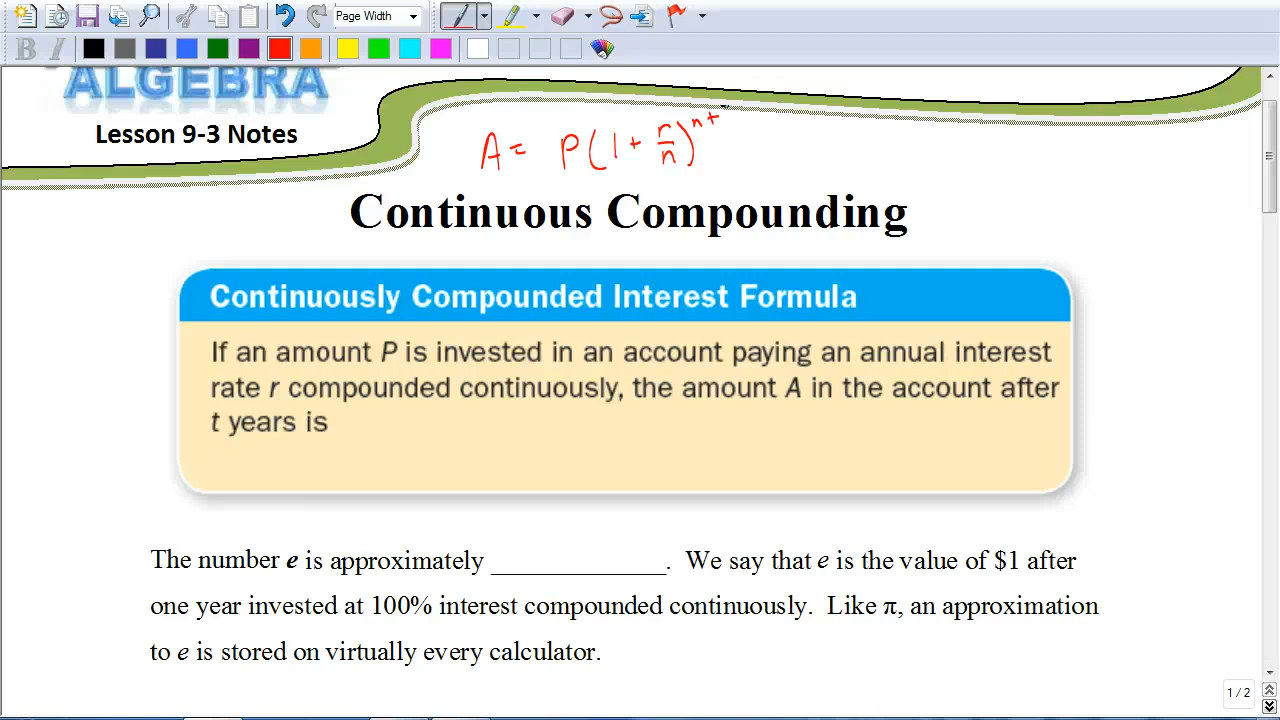 Page Width
B I
ALGEBRA
Lesson 9-3 Notes
A = P(1 + r/n)^nt
Continuous Compounding
Continuously Compounded Interest Formula
If an amount P is invested in an account paying an annual interest
rate r compounded continuously, the amount A in the account after
t years is
The number e is approximately ______________. We say that e is the value of $1 after
one year invested at 100% interest compounded continuously. Like π, an approximation
to e is stored on virtually every calculator.
1 / 2